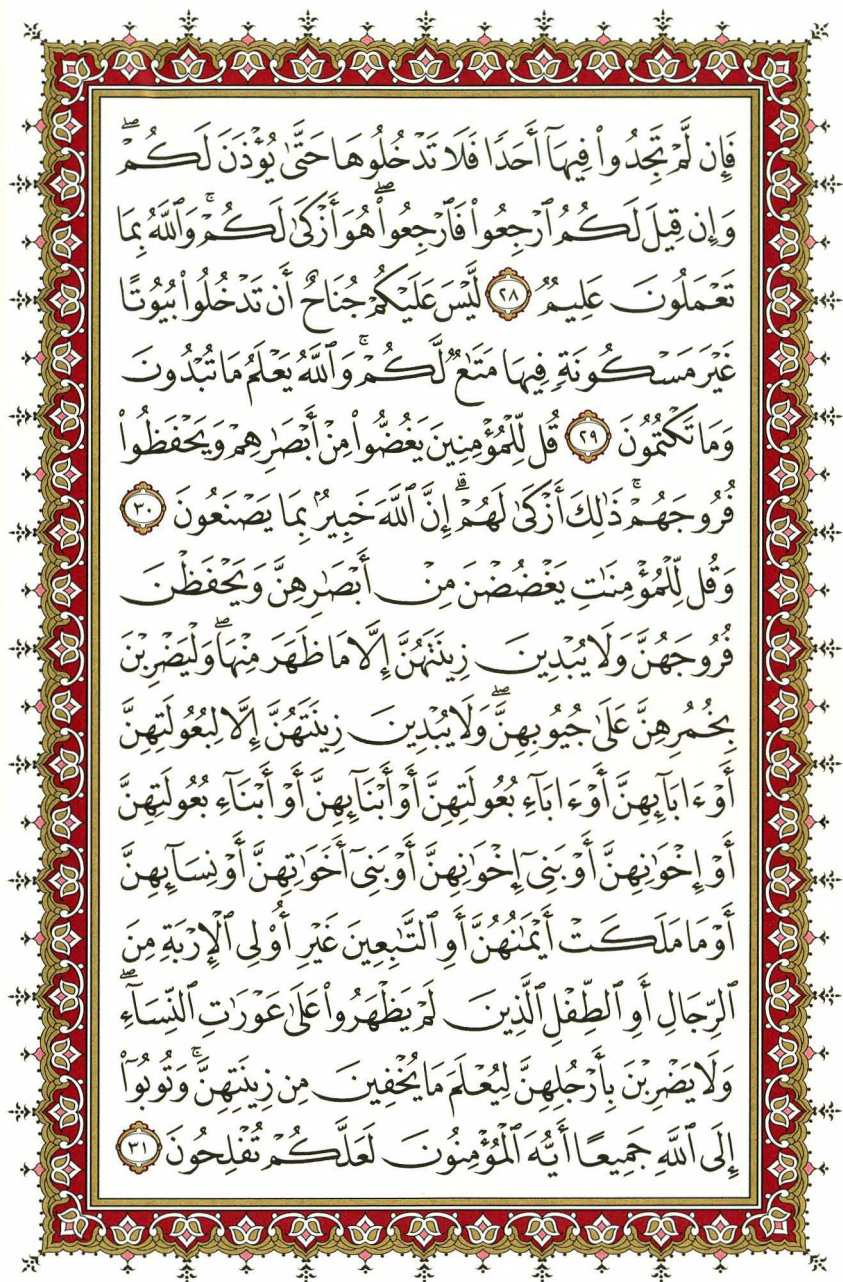 فَإِن لَّمْ تَجِدُوا۟ فِيهَآ أَحَدًا فَلَا تَدْخُلُوهَا حَتَّىٰ يُؤْذَنَ لَكُمْ ۖ
وَإِن قِيلَ لَكُمُ ٱرْجِعُوا۟ فَٱرْجِعُوا۟ ۖ هُوَ أَزْكَىٰ لَكُمْ ۚ وَٱللَّهُ بِمَا
تَعْمَلُونَ عَلِيمٌ ٢٨ لَّيْسَ عَلَيْكُمْ جُنَاحٌ أَن تَدْخُلُوا۟ بُيُوتًا
غَيْرَ مَسْكُونَةٍ فِيهَا مَتَـٰعٌ لَّكُمْ ۚ وَٱللَّهُ يَعْلَمُ مَا تُبْدُونَ
وَمَا تَكْتُمُونَ ٢٩ قُل لِّلْمُؤْمِنِينَ يَغُضُّوا۟ مِنْ أَبْصَـٰرِهِمْ وَيَحْفَظُوا۟
فُرُوجَهُمْ ۚ ذَٰلِكَ أَزْكَىٰ لَهُمْ ۗ إِنَّ ٱللَّهَ خَبِيرٌۢ بِمَا يَصْنَعُونَ ٣٠
وَقُل لِّلْمُؤْمِنَـٰتِ يَغْضُضْنَ مِنْ أَبْصَـٰرِهِنَّ وَيَحْفَظْنَ
فُرُوجَهُنَّ وَلَا يُبْدِينَ زِينَتَهُنَّ إِلَّا مَا ظَهَرَ مِنْهَا ۖ وَلْيَضْرِبْنَ
بِخُمُرِهِنَّ عَلَىٰ جُيُوبِهِنَّ ۖ وَلَا يُبْدِينَ زِينَتَهُنَّ إِلَّا لِبُعُولَتِهِنَّ
أَوْ ءَابَآئِهِنَّ أَوْ ءَابَآءِ بُعُولَتِهِنَّ أَوْ أَبْنَآئِهِنَّ أَوْ أَبْنَآءِ بُعُولَتِهِنَّ
أَوْ إِخْوَٰنِهِنَّ أَوْ بَنِىٓ إِخْوَٰنِهِنَّ أَوْ بَنِىٓ أَخَوَٰتِهِنَّ أَوْ نِسَآئِهِنَّ
أَوْ مَا مَلَكَتْ أَيْمَـٰنُهُنَّ أَوِ ٱلتَّـٰبِعِينَ غَيْرِ أُو۟لِى ٱلْإِرْبَةِ مِنَ
ٱلرِّجَالِ أَوِ ٱلطِّفْلِ ٱلَّذِينَ لَمْ يَظْهَرُوا۟ عَلَىٰ عَوْرَٰتِ ٱلنِّسَآءِ ۖ
وَلَا يَضْرِبْنَ بِأَرْجُلِهِنَّ لِيُعْلَمَ مَا يُخْفِينَ مِن زِينَتِهِنَّ ۚ وَتُوبُوٓا۟
إِلَى ٱللَّهِ جَمِيعًا أَيُّهَ ٱلْمُؤْمِنُونَ لَعَلَّكُمْ تُفْلِحُونَ ٣١